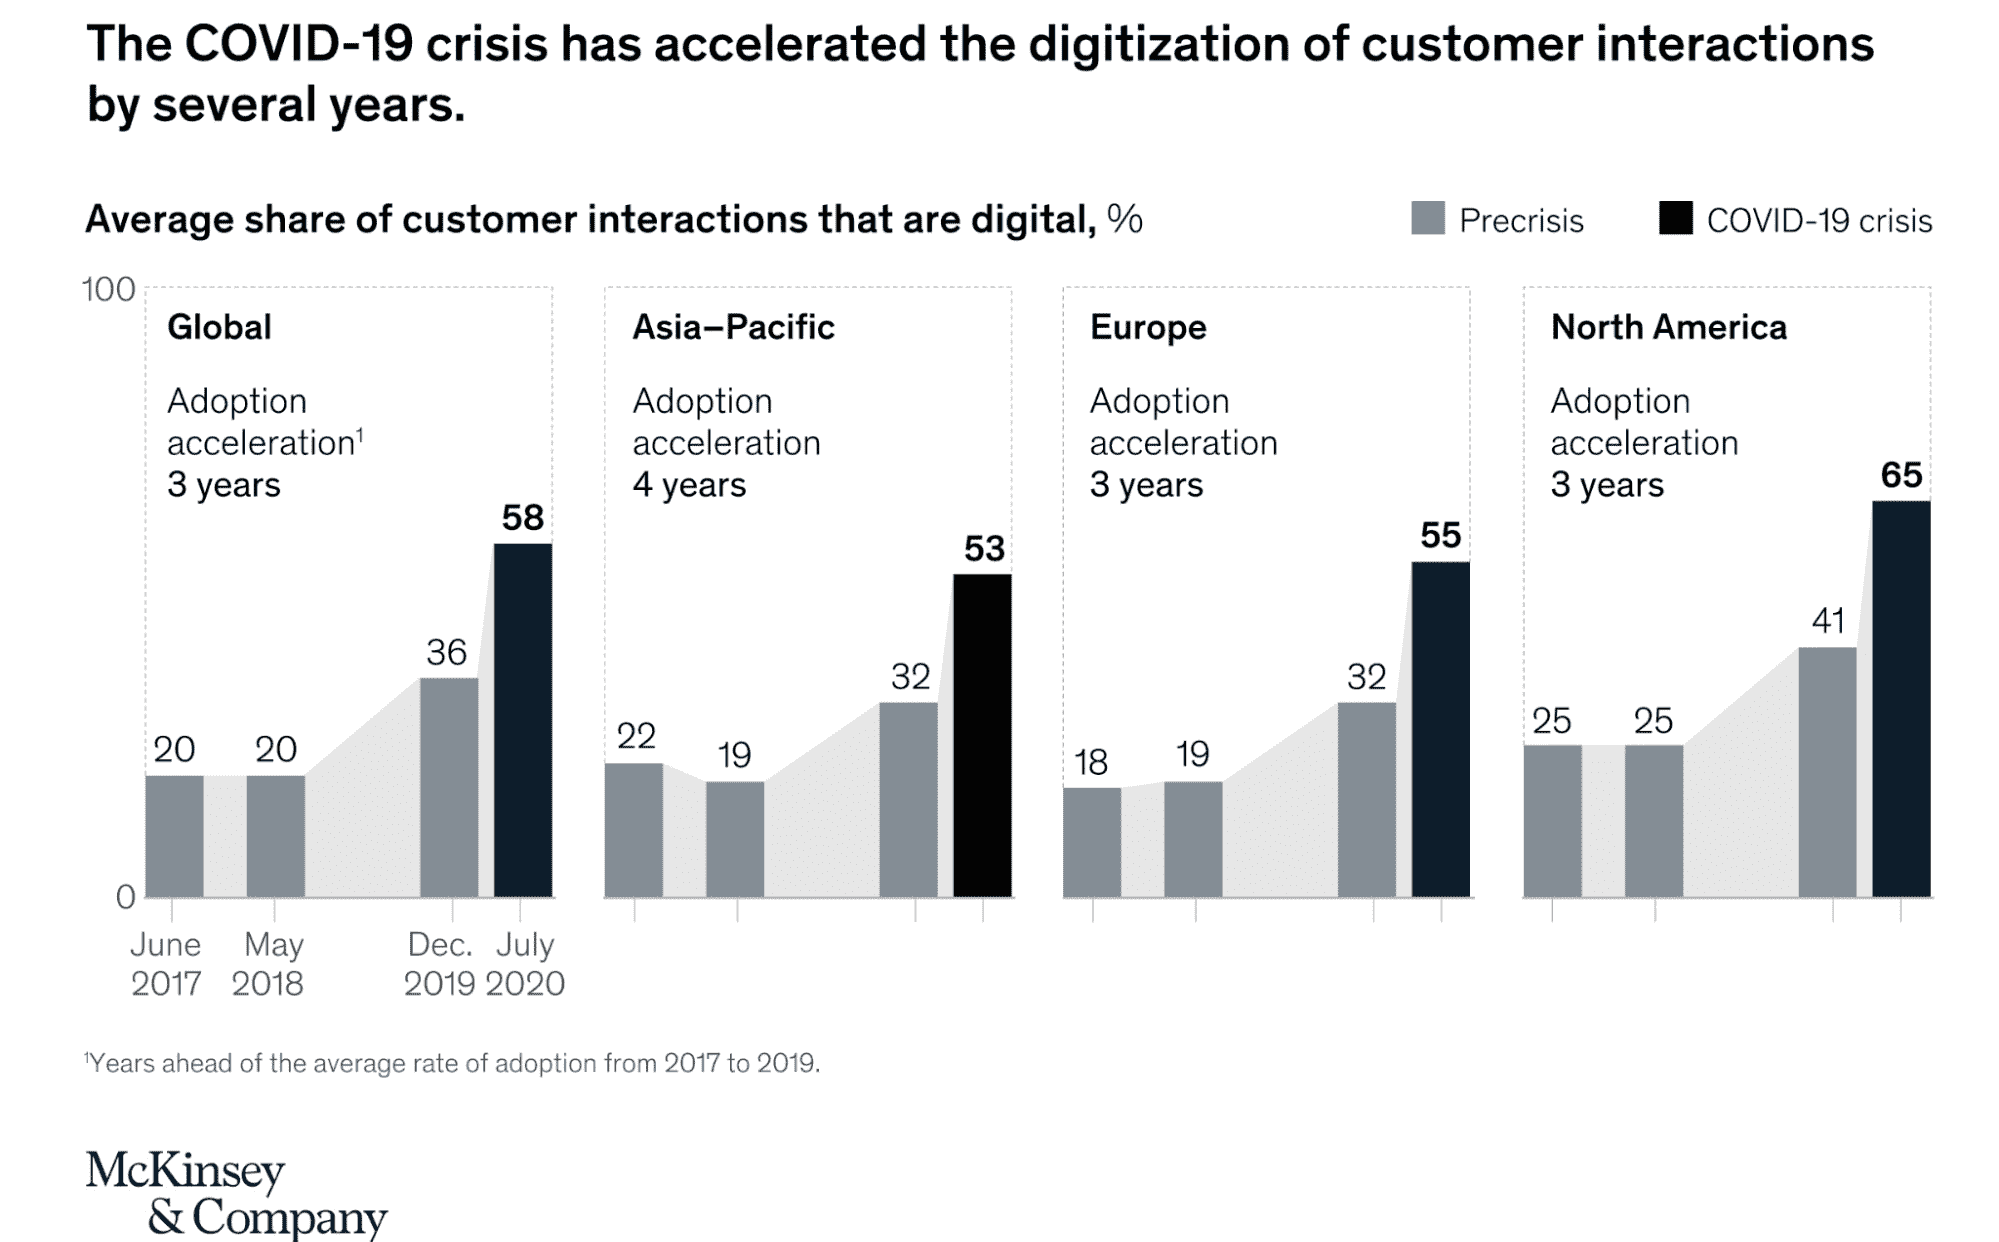 The COVID-19 crisis has accelerated the digitization of customer interactions
by several years.
Average share of customer interactions that are digital, %
Precrisis
COVID-19 crisis
100
0
Global
Adoption
acceleration¹
3 years
20
20
36
58
June
2017
May
2018
Dec.
2019
July
2020
Asia–Pacific
Adoption
acceleration
4 years
22
19
32
53
Europe
Adoption
acceleration
3 years
18
19
32
55
North America
Adoption
acceleration
3 years
25
25
41
65
¹Years ahead of the average rate of adoption from 2017 to 2019.
McKinsey
& Company